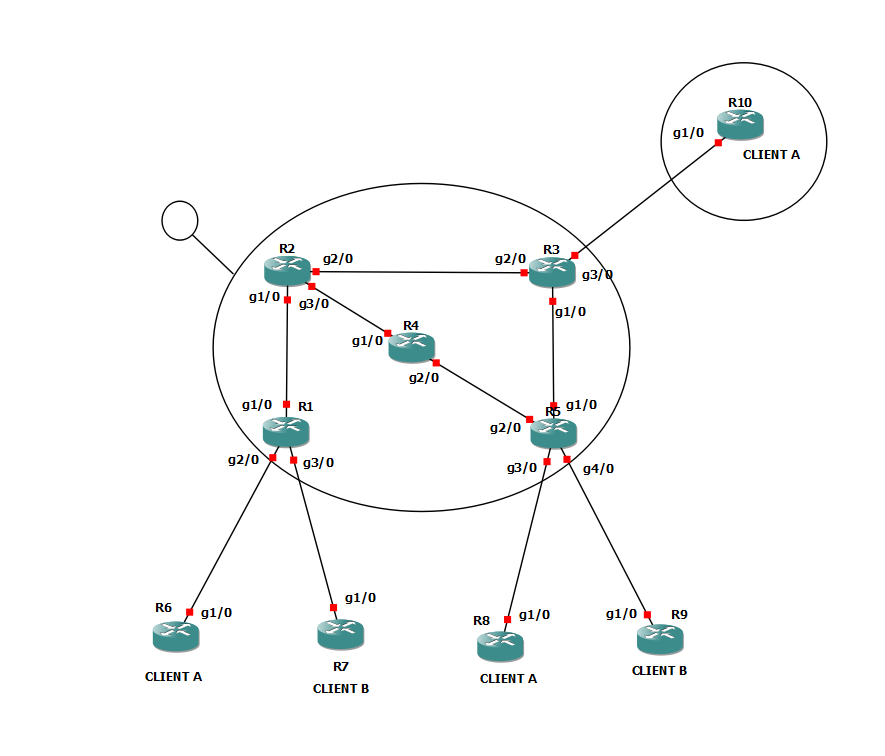 R10
g1/0
CLIENT A
R2
g2/0
g2/0
R3
g3/0
g1/0
g3/0
g1/0
R4
g1/0
g2/0
g1/0
R1
g1/0
R5
g2/0
g2/0
g3/0
g3/0
g4/0
R6
g1/0
CLIENT A
g1/0
R7
CLIENT B
R8
g1/0
CLIENT A
g1/0
R9
CLIENT B